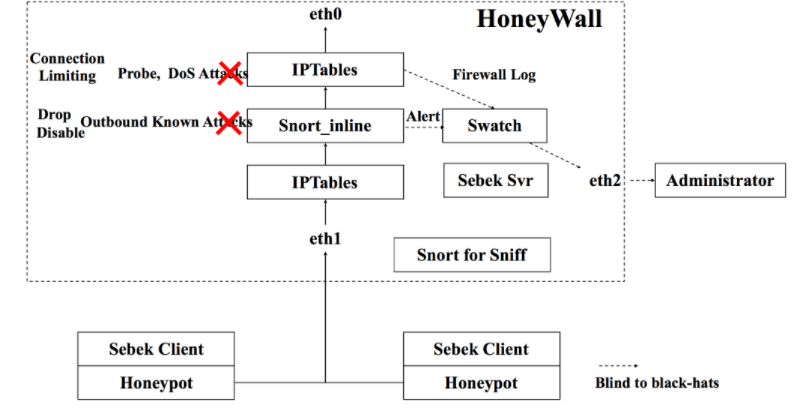 eth0
HoneyWall
Connection
Limiting
Probe, DoS Attacks
IPTables
Firewall Log
Drop
Disable
Outbound Known Attacks
Snort_inline
Alert
Swatch
IPTables
Sebek Svr
eth2
Administrator
eth1
Snort for Sniff
Sebek Client
Sebek Client
Honeypot
Honeypot
Blind to black-hats